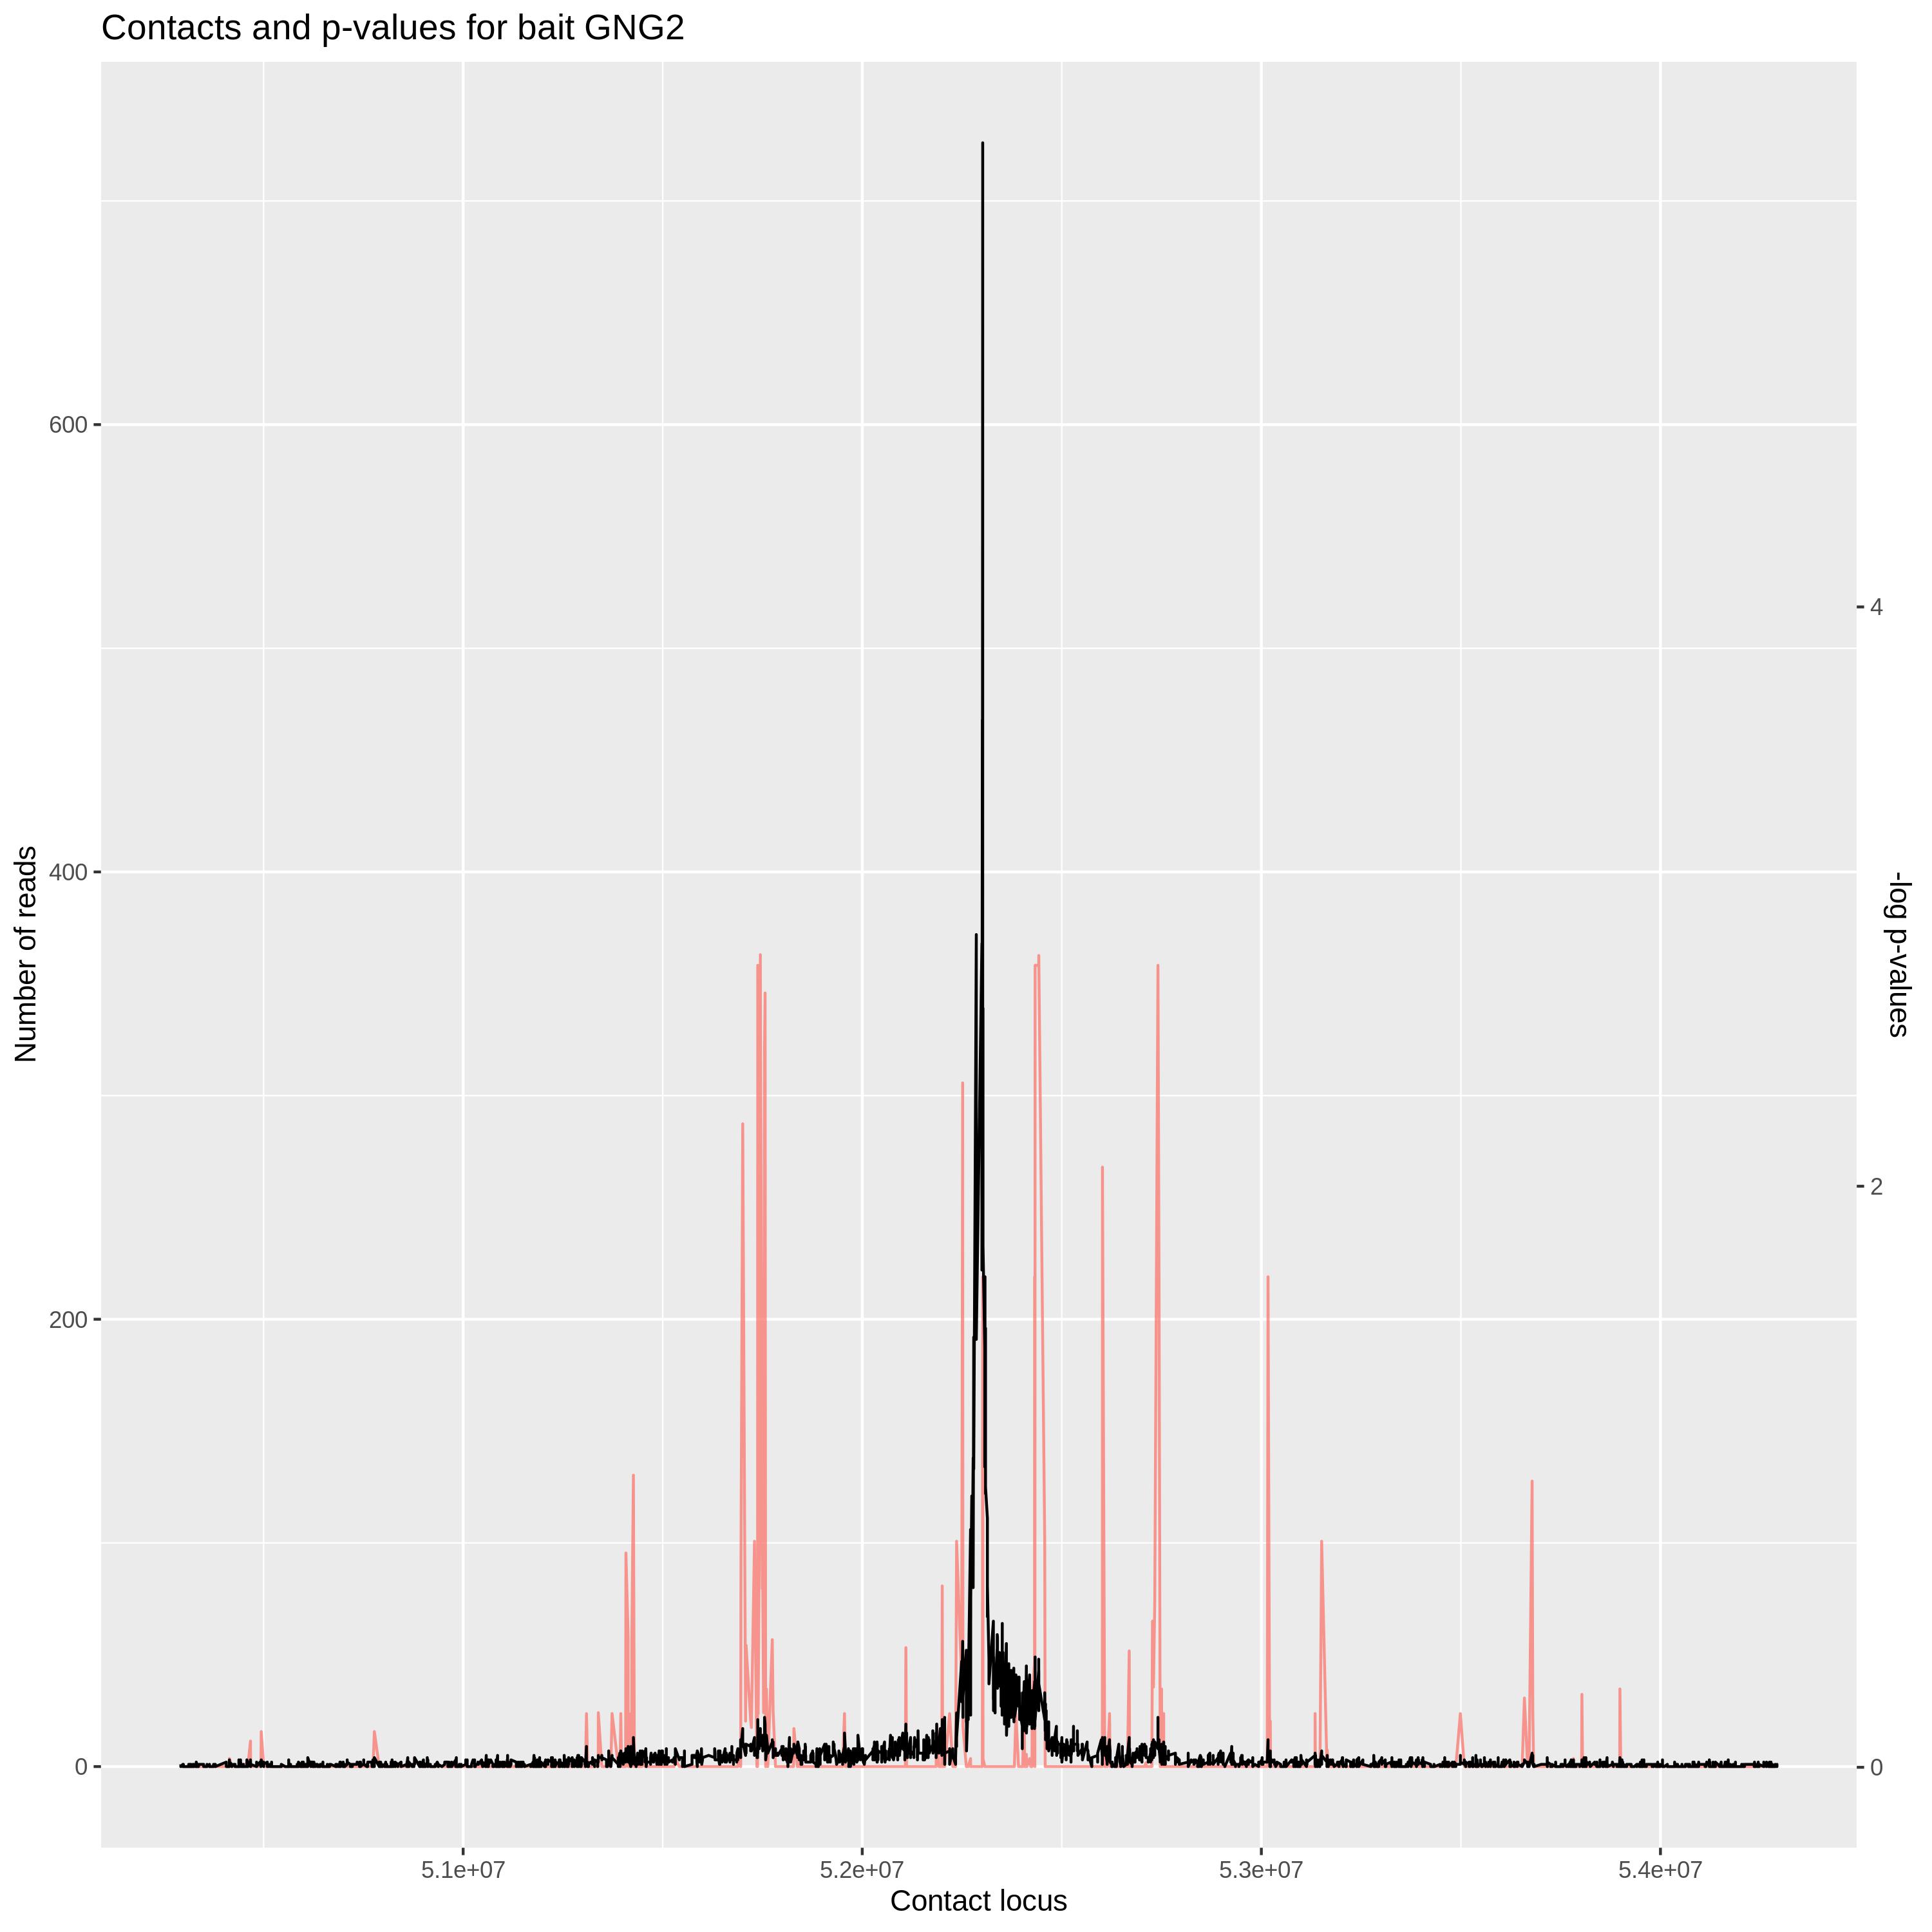 Contacts and p-values for bait GNG2
600
400
200
0
Number of reads
4
2
0
-log p-values
5.1e+07
5.2e+07
5.3e+07
5.4e+07
Contact locus